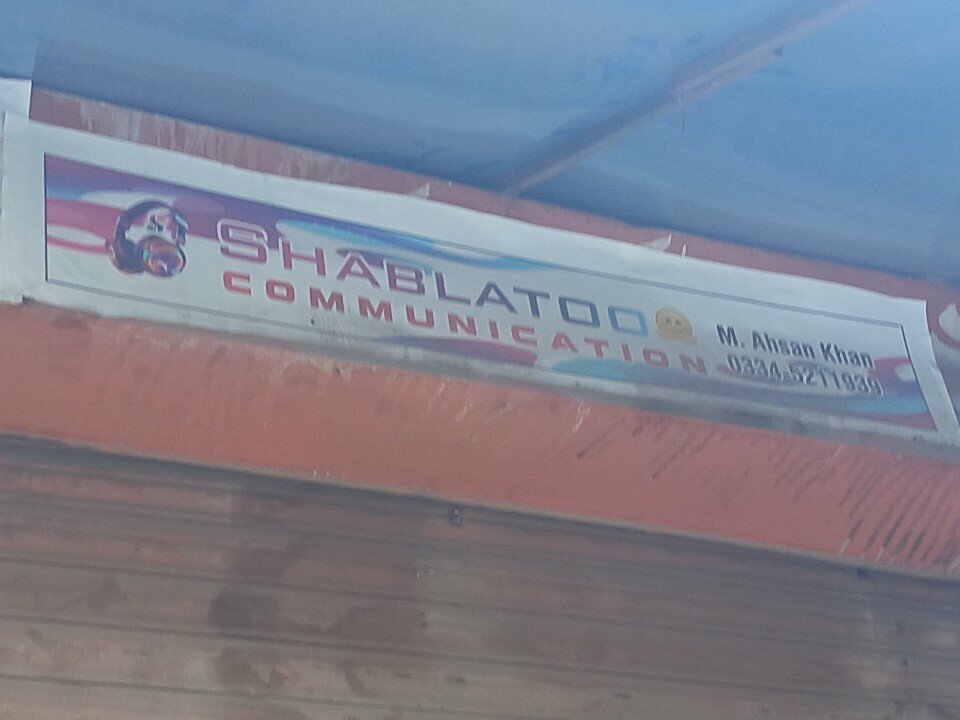 SHABLATOO
COMMUNICATION
M. Ahsan Khan
0334-5211939